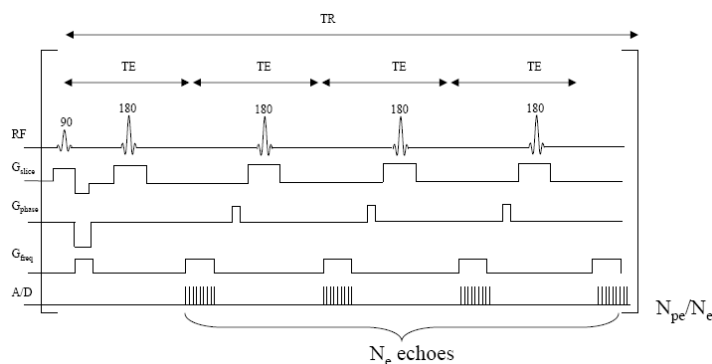 TR
TE TE TE TE
90 180 180 180 180
RF
G_slice
G_phase
G_freq
A/D
N_pe/N_e
N_e echoes